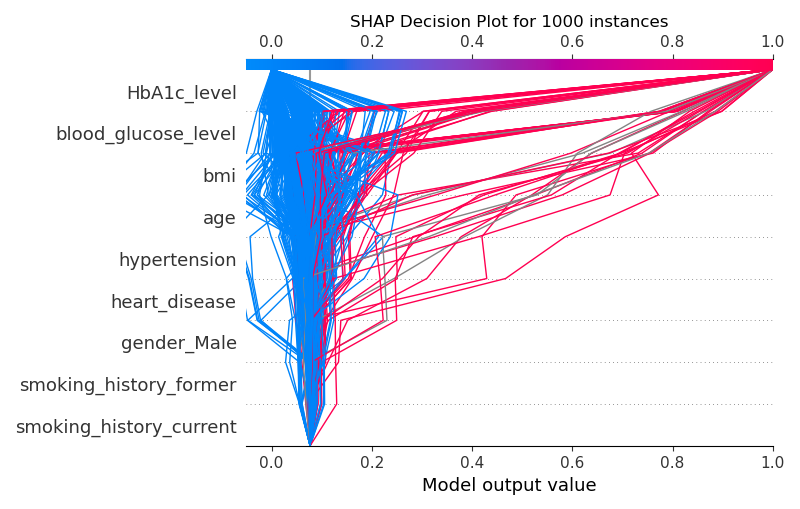 SHAP Decision Plot for 1000 instances
0.0 0.2 0.4 0.6 0.8 1.0
HbA1c_level
blood_glucose_level
bmi
age
hypertension
heart_disease
gender_Male
smoking_history_former
smoking_history_current
0.0 0.2 0.4 0.6 0.8 1.0
Model output value